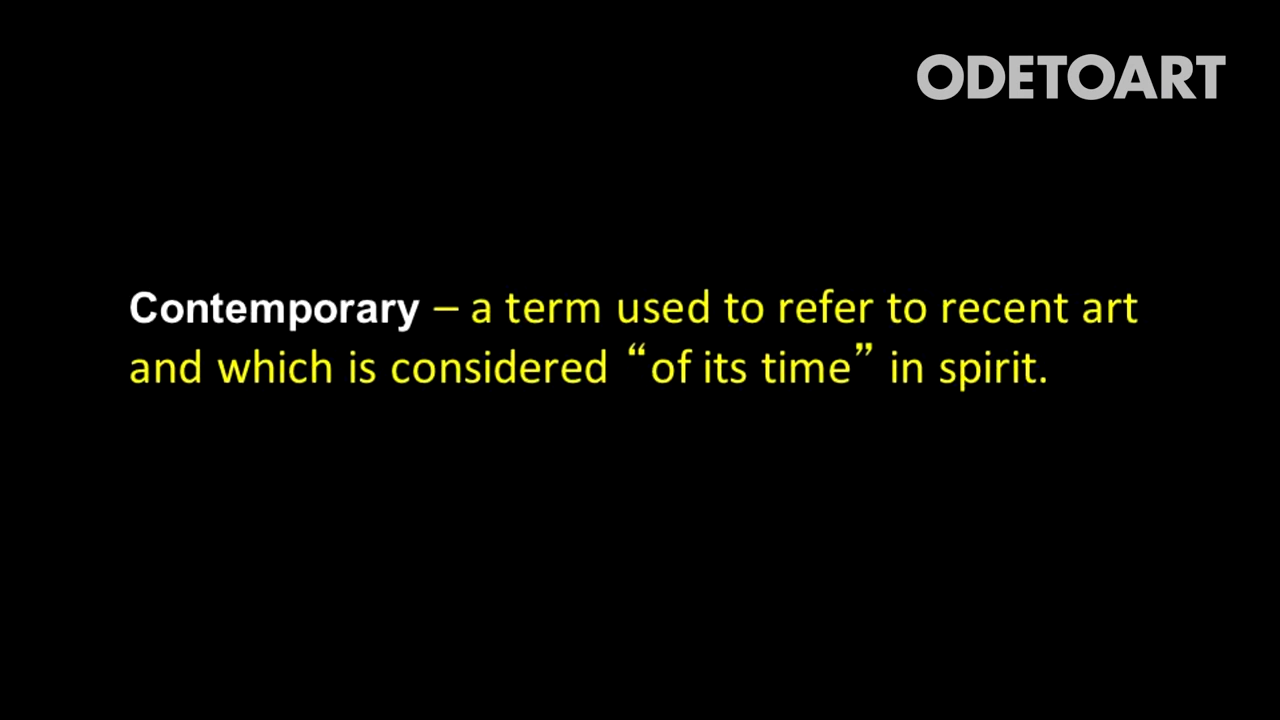 ODETOART
Contemporary – a term used to refer to recent art
and which is considered “of its time” in spirit.